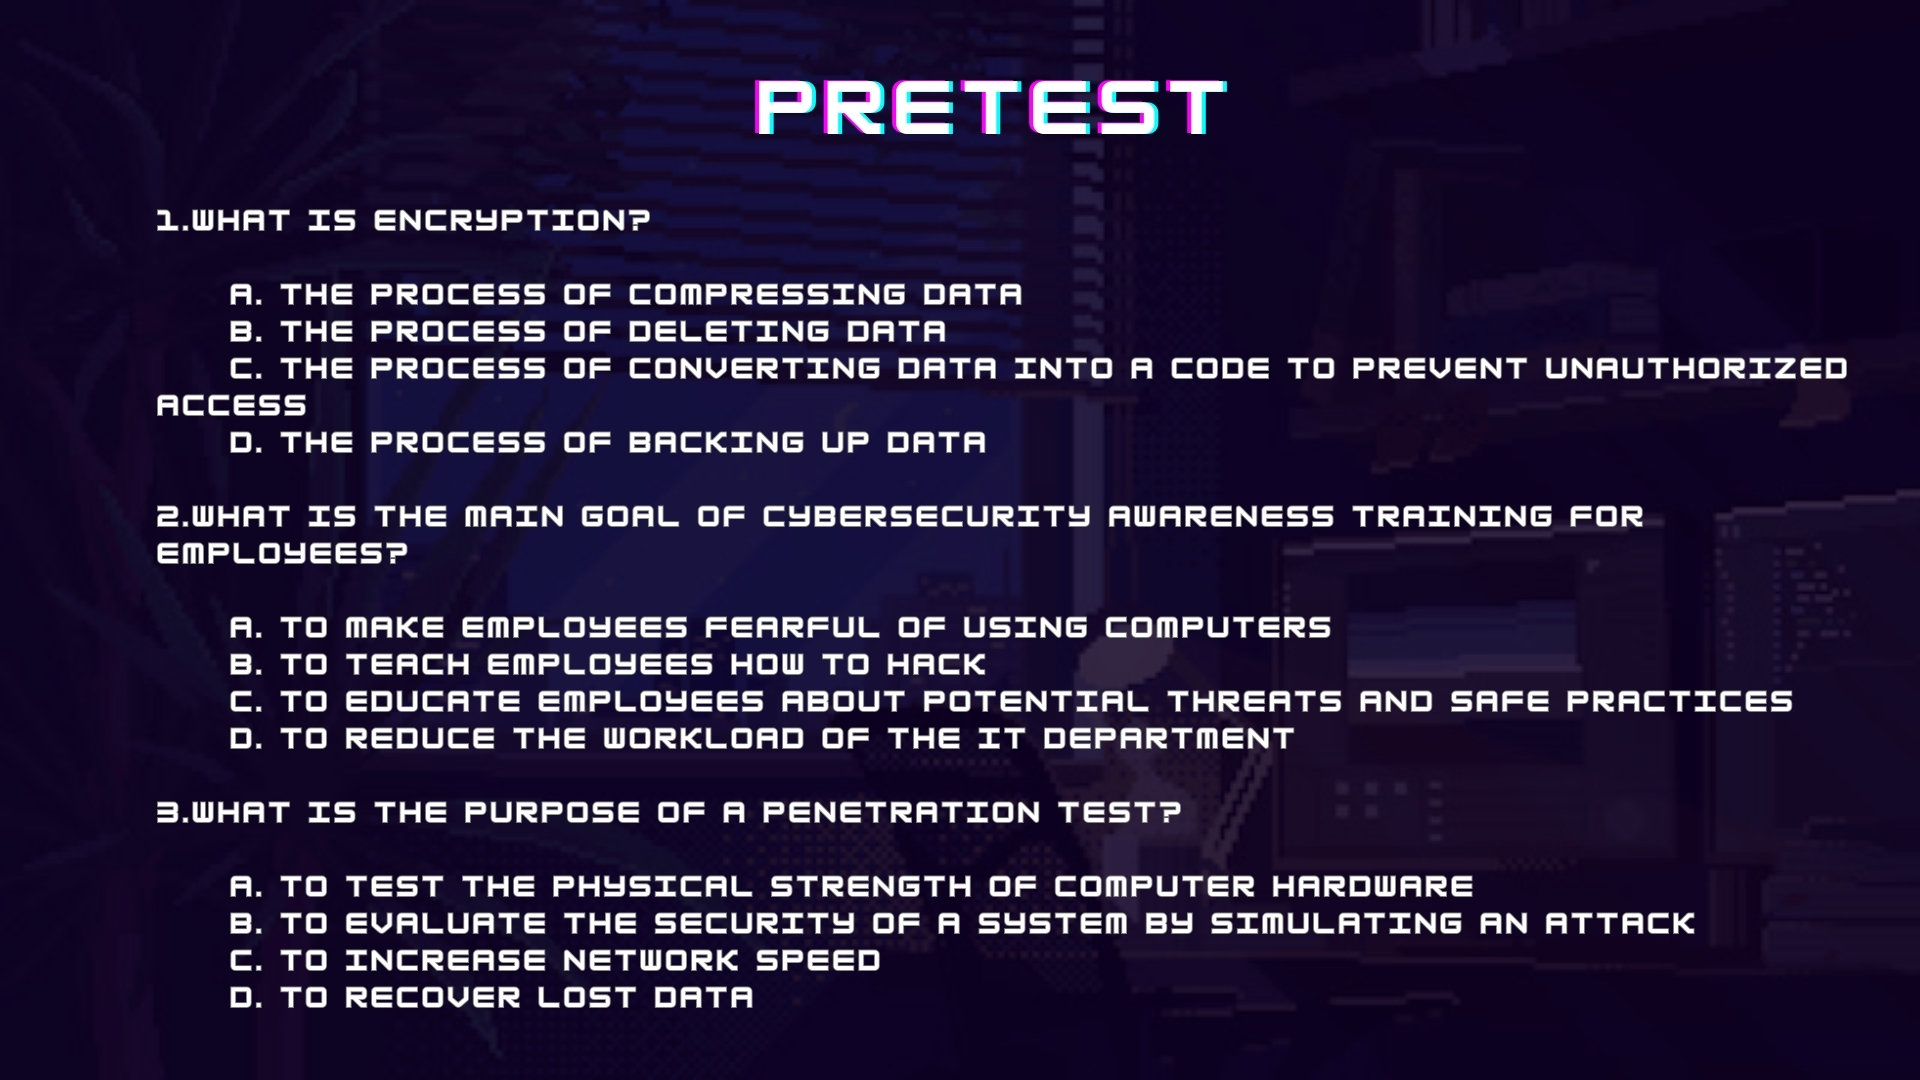 PRETEST
1.WHAT IS ENCRYPTION?
A. THE PROCESS OF COMPRESSING DATA
B. THE PROCESS OF DELETING DATA
C. THE PROCESS OF CONVERTING DATA INTO A CODE TO PREVENT UNAUTHORIZED
ACCESS
D. THE PROCESS OF BACKING UP DATA
2.WHAT IS THE MAIN GOAL OF CYBERSECURITY AWARENESS TRAINING FOR
EMPLOYEES?
A. TO MAKE EMPLOYEES FEARFUL OF USING COMPUTERS
B. TO TEACH EMPLOYEES HOW TO HACK
C. TO EDUCATE EMPLOYEES ABOUT POTENTIAL THREATS AND SAFE PRACTICES
D. TO REDUCE THE WORKLOAD OF THE IT DEPARTMENT
3.WHAT IS THE PURPOSE OF A PENETRATION TEST?
A. TO TEST THE PHYSICAL STRENGTH OF COMPUTER HARDWARE
B. TO EVALUATE THE SECURITY OF A SYSTEM BY SIMULATING AN ATTACK
C. TO INCREASE NETWORK SPEED
D. TO RECOVER LOST DATA